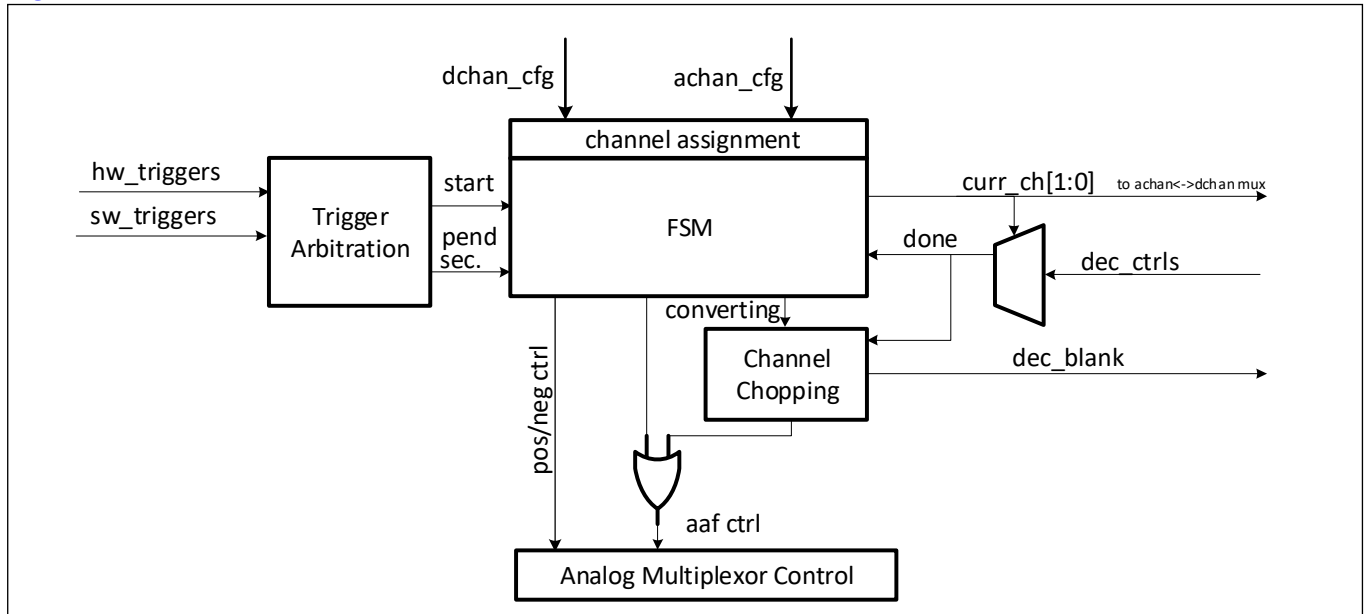 dchan_cfg
achan_cfg
channel assignment
hw_triggers
sw_triggers
Trigger
Arbitration
start
pend
sec.
FSM
curr_ch[1:0]
to achan<->dchan mux
done
dec_ctrls
converting
Channel
Chopping
dec_blank
pos/neg ctrl
aaf ctrl
Analog Multiplexor Control